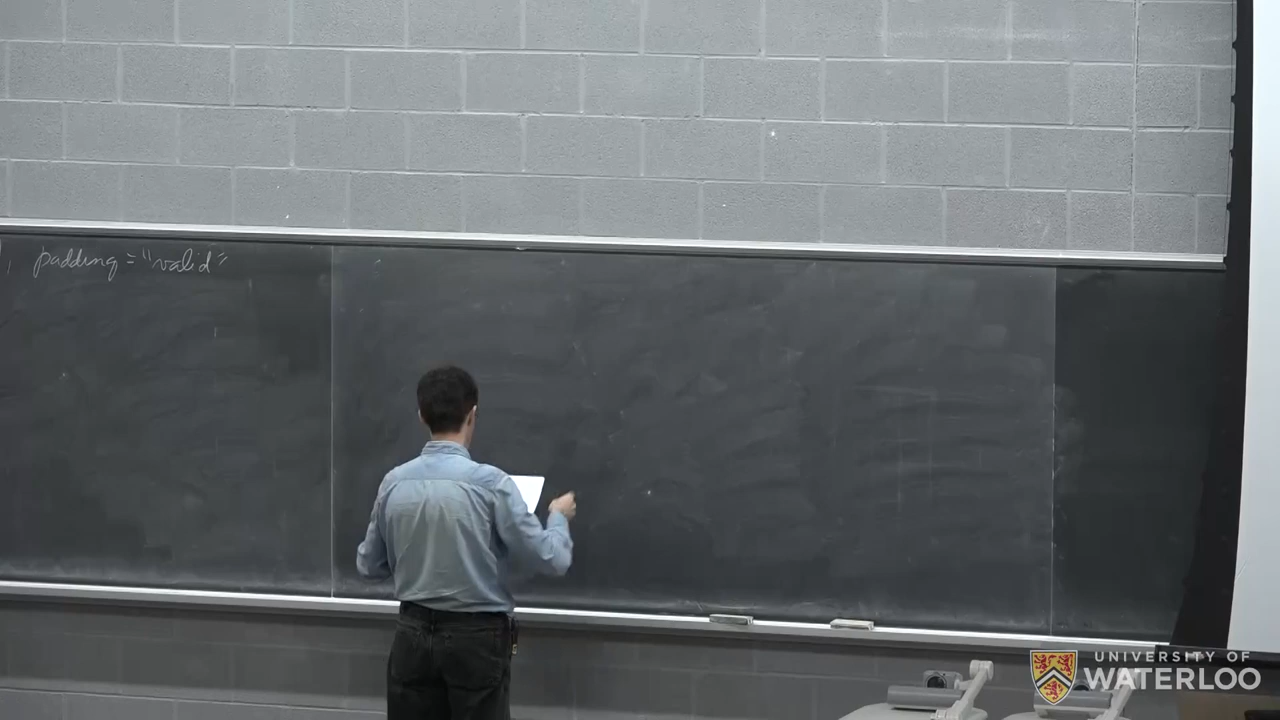 , padding = "valid"
UNIVERSITY OF
WATERLOO